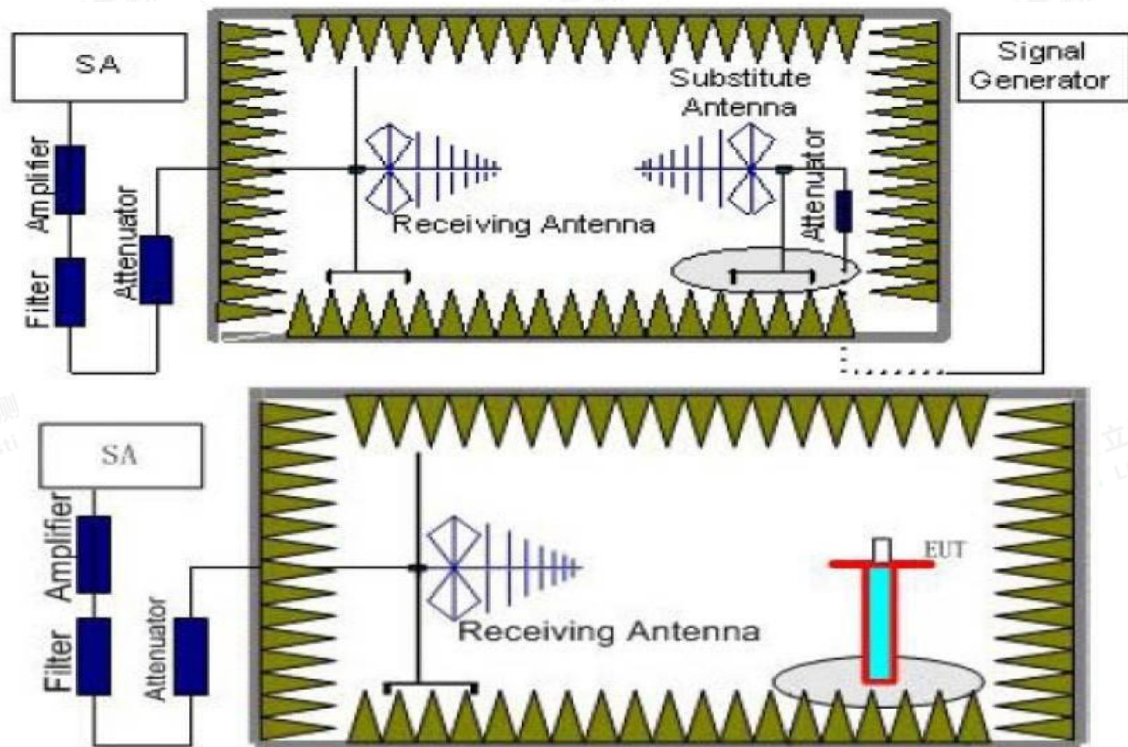 SA
Signal
Generator
Substitute
Antenna
Amplifier
Attenuator
Filter
Receiving Antenna
Attenuator
SA
Amplifier
Attenuator
Filter
Receiving Antenna
EUT